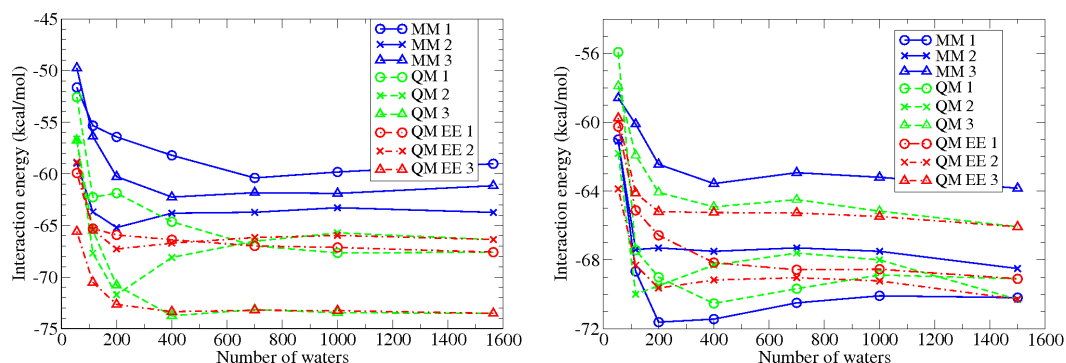 -45
-50
-55
-60
-65
-70
-75
Interaction energy (kcal/mol)
0 200 400 600 800 1000 1200 1400 1600
Number of waters
MM 1
MM 2
MM 3
QM 1
QM 2
QM 3
QM EE 1
QM EE 2
QM EE 3
-56
-60
-64
-68
-72
Interaction energy (kcal/mol)
0 200 400 600 800 1000 1200 1400 1600
Number of waters
MM 1
MM 2
MM 3
QM 1
QM 2
QM 3
QM EE 1
QM EE 2
QM EE 3